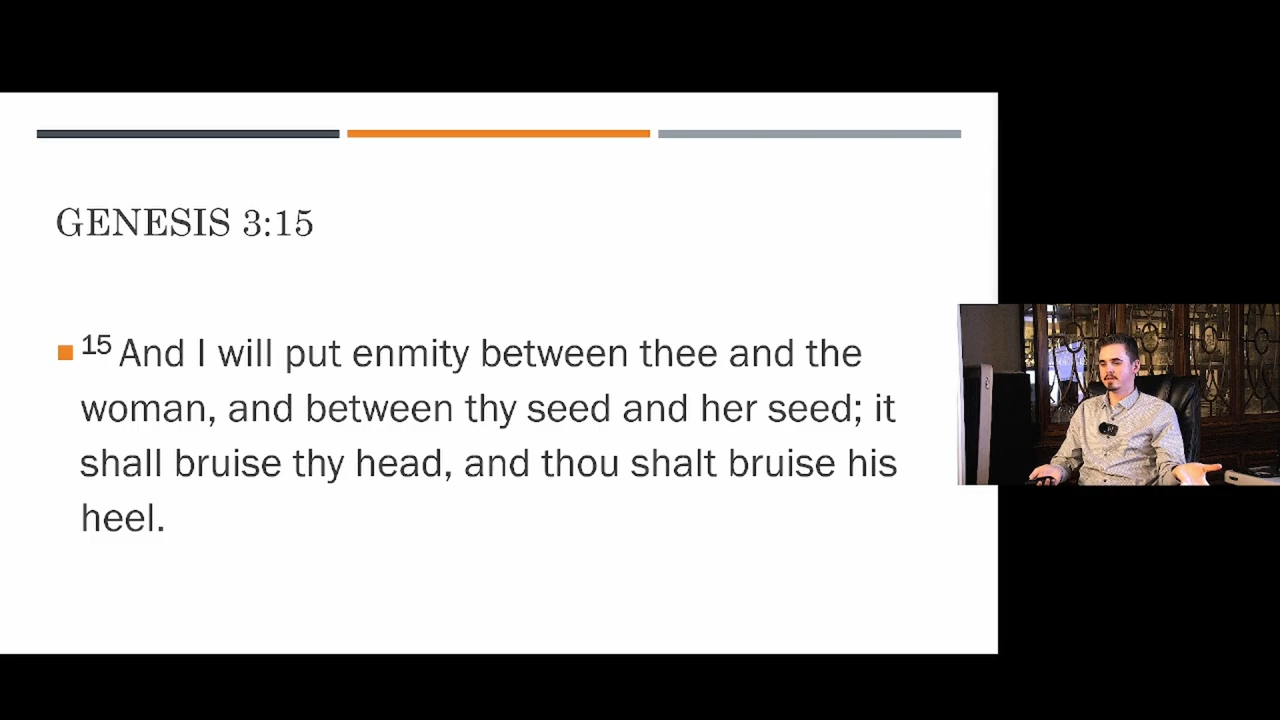 GENESIS 3:15
15 And I will put enmity between thee and the
woman, and between thy seed and her seed; it
shall bruise thy head, and thou shalt bruise his
heel.